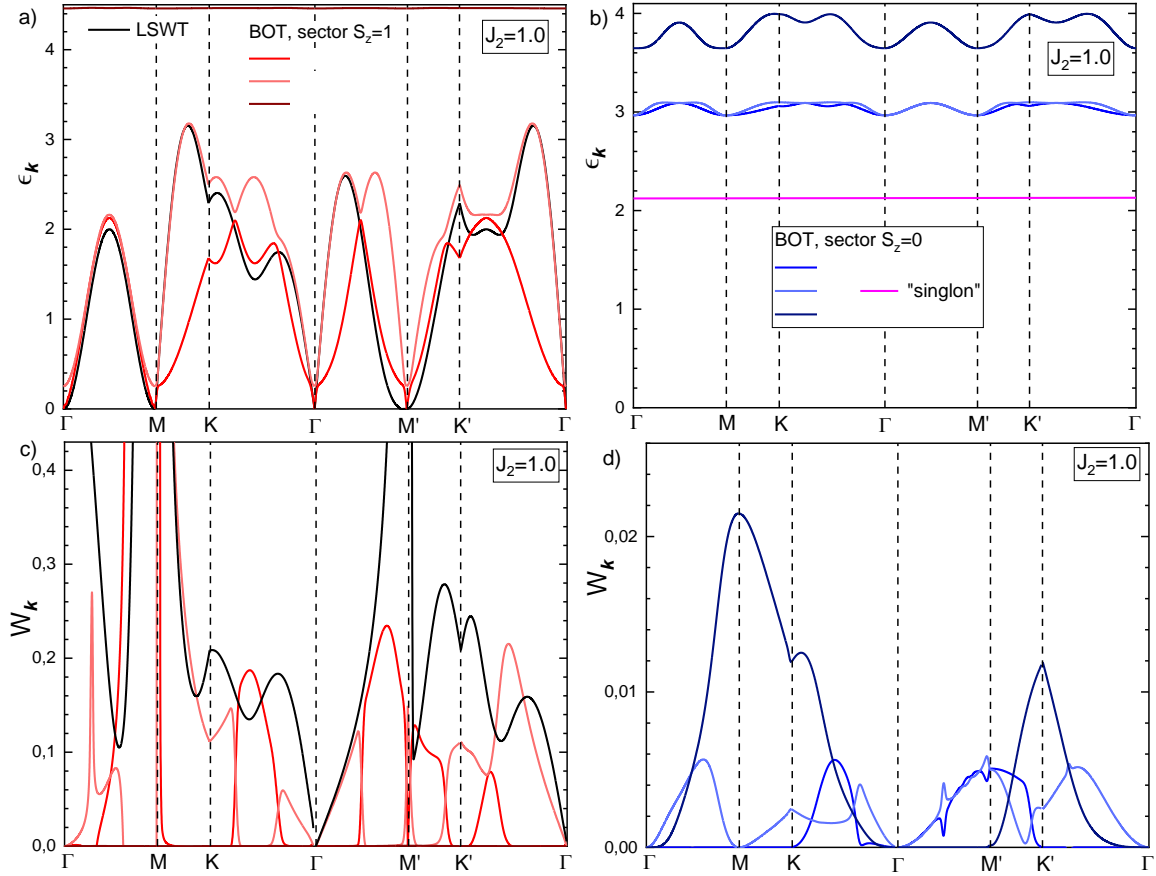 a)
LSWT
BOT, sector S_z=1
J_2=1.0
ε_k
4
3
2
1
0
Γ
M
K
Γ
M'
K'
Γ
b)
J_2=1.0
ε_k
4
3
2
1
0
BOT, sector S_z=0
"singlon"
Γ
M
K
Γ
M'
K'
Γ
c)
J_2=1.0
W_k
0,4
0,3
0,2
0,1
0,0
Γ
M
K
Γ
M'
K'
Γ
d)
J_2=1.0
W_k
0,02
0,01
0,00
Γ
M
K
Γ
M'
K'
Γ